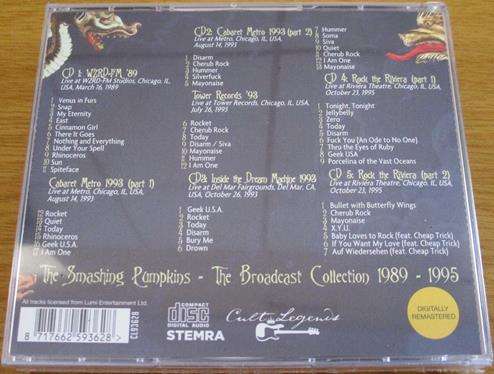 CD 1: WZRD-FM '89
Live at WZRD-FM Studios, Chicago, IL,
USA, March 16, 1989
1 Venus in Furs
2 Snap
3 My Eternity
4 East
5 Cinnamon Girl
6 There It Goes
7 Nothing and Everything
8 Under Your Spell
9 Rhinoceros
10 Sun
11 Spiteface
Cabaret Metro 1993 (part 1)
Live at Metro, Chicago, IL, USA,
August 14, 1993
Rocket
Quiet
Today
Rhinoceros
Geek U.S.A.
I Am One
CD2: Cabaret Metro 1993 (part 2)
Live at Metro, Chicago, IL, USA,
August 14, 1993
1 Disarm
2 Cherub Rock
3 Hummer
4 Silverfuck
5 Mayonaise
Tower Records '93
Live at Tower Records, Chicago, IL, USA,
July 26, 1993
6 Rocket
7 Cherub Rock
8 Today
9 Disarm / Siva
10 Mayonaise
11 Hummer
12 I Am One
CD3: Inside the Dream Machine 1993
Live at Del Mar Fairgrounds, Del Mar, CA,
USA, October 26, 1993
1 Geek U.S.A.
2 Rocket
3 Today
4 Disarm
5 Bury Me
6 Drown
7 Hummer
8 Soma
9 Siva
10 Quiet
11 Cherub Rock
12 I Am One
13 Mayonaise
CD 4: Rock the Riviera (part 1)
Live at Riviera Theatre, Chicago, IL, USA,
October 23, 1995
1 Tonight, Tonight
2 Jellybelly
3 Zero
4 Today
5 Disarm
6 Fuck You (An Ode to No One)
7 Thru the Eyes of Ruby
8 Geek USA
9 Porcelina of the Vast Oceans
CD 5: Rock the Riviera (part 2)
Live at Riviera Theatre, Chicago, IL, USA,
October 23, 1995
1 Bullet with Butterfly Wings
2 Cherub Rock
3 Mayonaise
4 X.Y.U.
5 Baby Loves to Rock (feat. Cheap Trick)
6 If You Want My Love (feat. Cheap Trick)
7 Auf Wiedersehen (feat. Cheap Trick)
The Smashing Pumpkins - The Broadcast Collection 1989 - 1995
All tracks licensed from Lumi Entertainment Ltd.
8 717662 593628
CL93628
COMPACT
disc
DIGITAL AUDIO
STEMRA
Cult Legends
DIGITALLY
REMASTERED